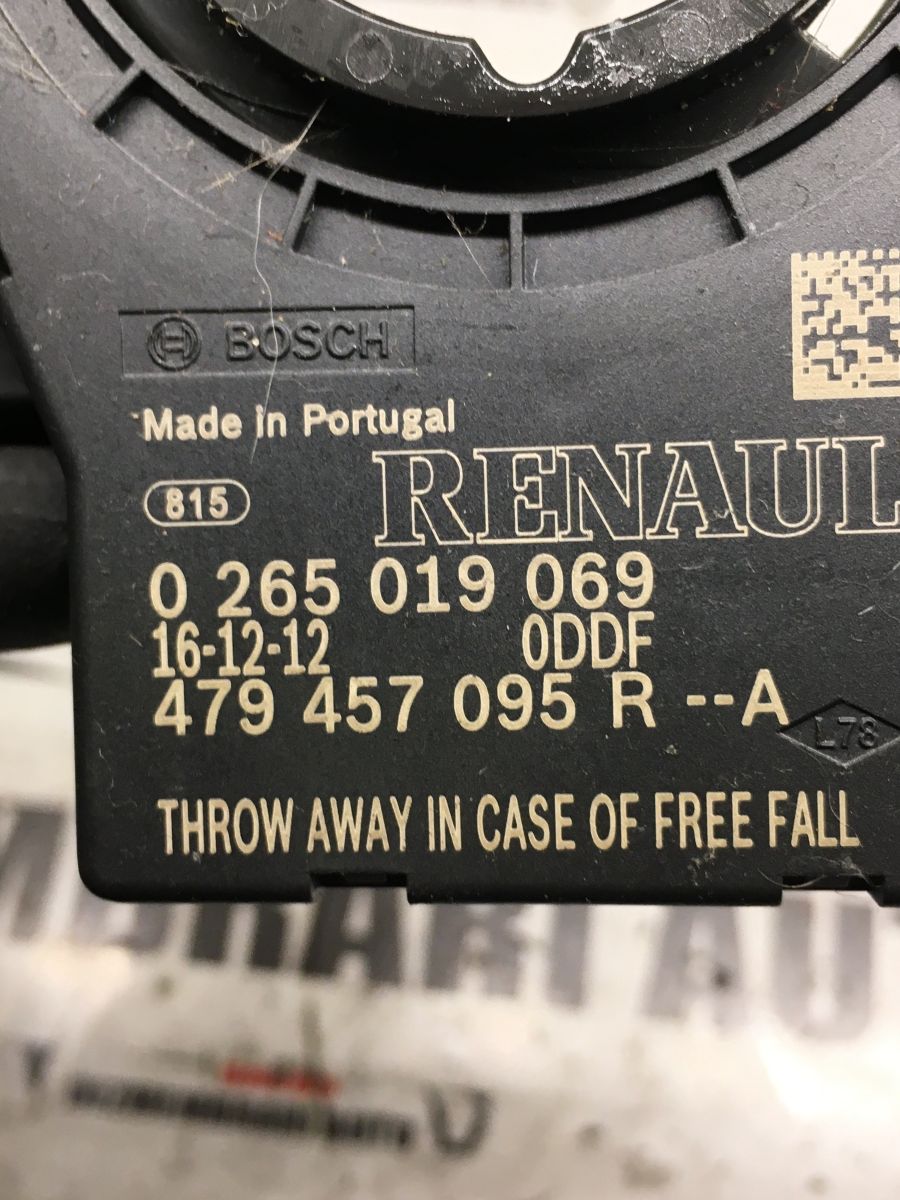 BOSCH
Made in Portugal
815
RENAUL
0 265 019 069
16-12-12 0DDF
479 457 095 R --A
L78
THROW AWAY IN CASE OF FREE FALL